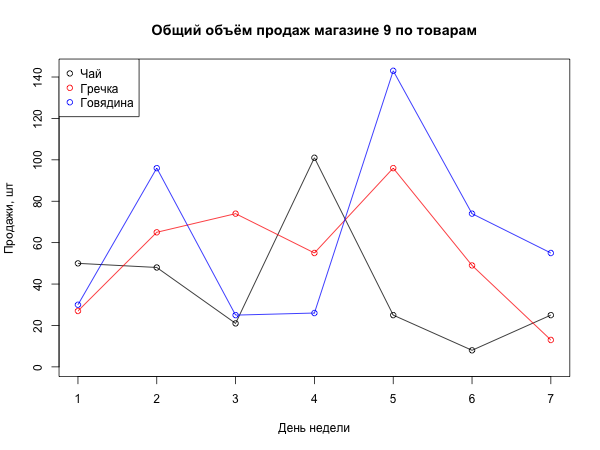 Общий объём продаж магазине 9 по товарам
Чай
Гречка
Говядина
Продажи, шт
140
120
100
80
60
40
20
0
1 2 3 4 5 6 7
День недели